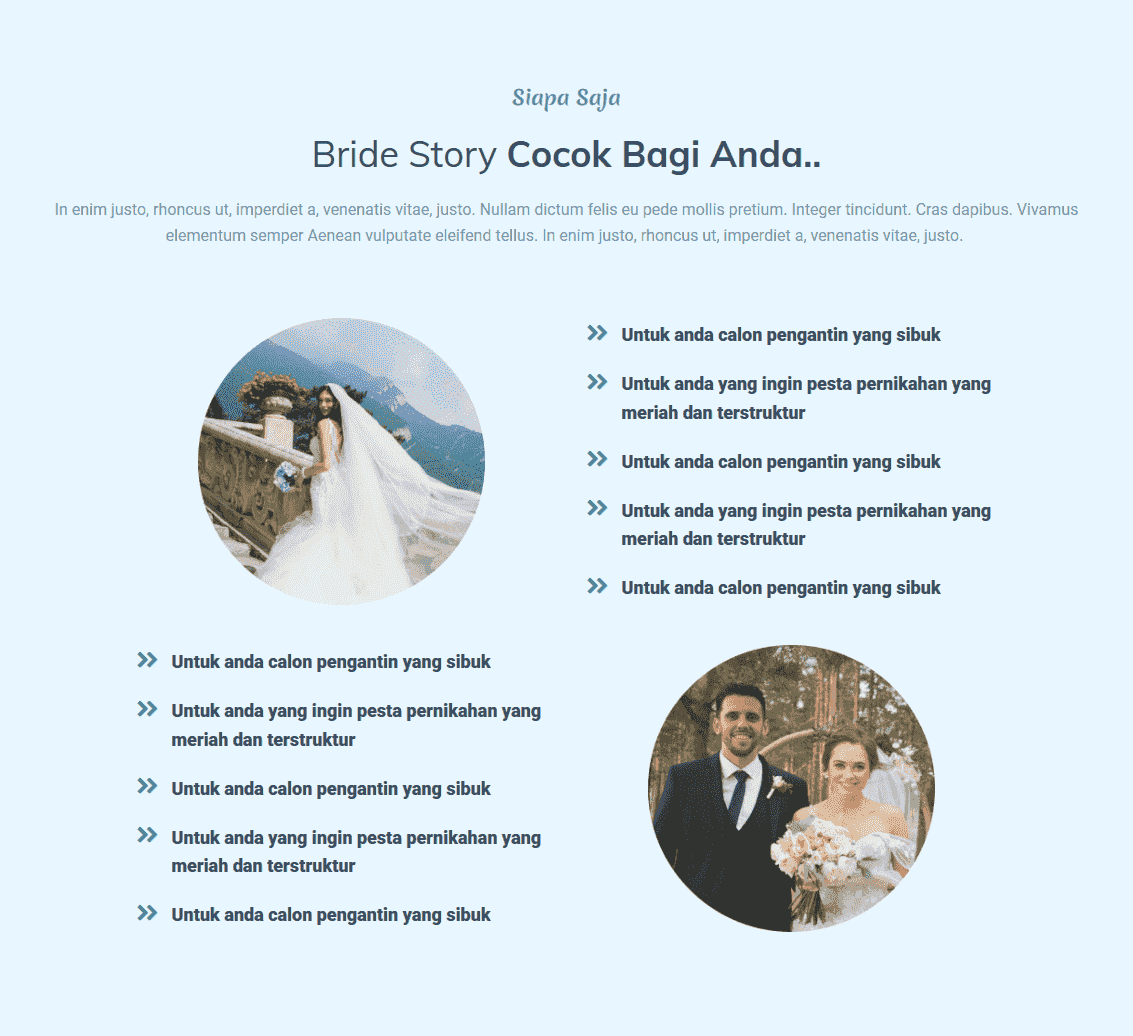 Siapa Saja
Bride Story Cocok Bagi Anda..
In enim justo, rhoncus ut, imperdiet a, venenatis vitae, justo. Nullam dictum felis eu pede mollis pretium. Integer tincidunt. Cras dapibus. Vivamus
elementum semper Aenean vulputate eleifend tellus. In enim justo, rhoncus ut, imperdiet a, venenatis vitae, justo.
Untuk anda calon pengantin yang sibuk
Untuk anda yang ingin pesta pernikahan yang
meriah dan terstruktur
Untuk anda calon pengantin yang sibuk
Untuk anda yang ingin pesta pernikahan yang
meriah dan terstruktur
Untuk anda calon pengantin yang sibuk
Untuk anda calon pengantin yang sibuk
Untuk anda yang ingin pesta pernikahan yang
meriah dan terstruktur
Untuk anda calon pengantin yang sibuk
Untuk anda yang ingin pesta pernikahan yang
meriah dan terstruktur
Untuk anda calon pengantin yang sibuk